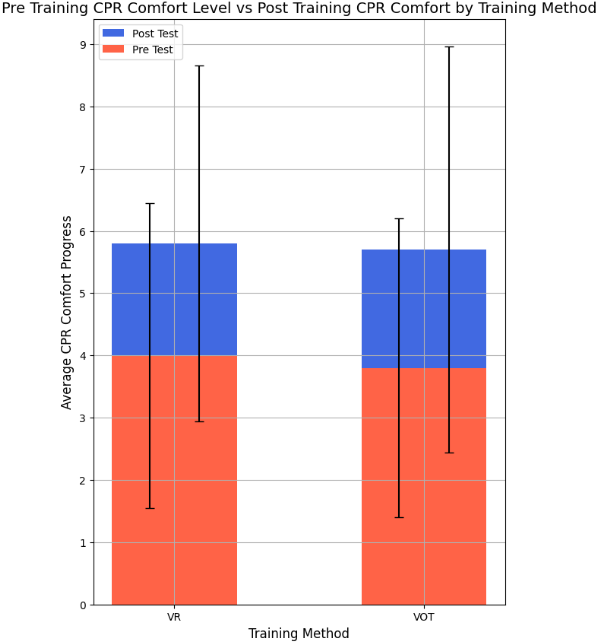 Pre Training CPR Comfort Level vs Post Training CPR Comfort by Training Method
Post Test
Pre Test
Average CPR Comfort Progress
9
8
7
6
5
4
3
2
1
0
VR
VOT
Training Method